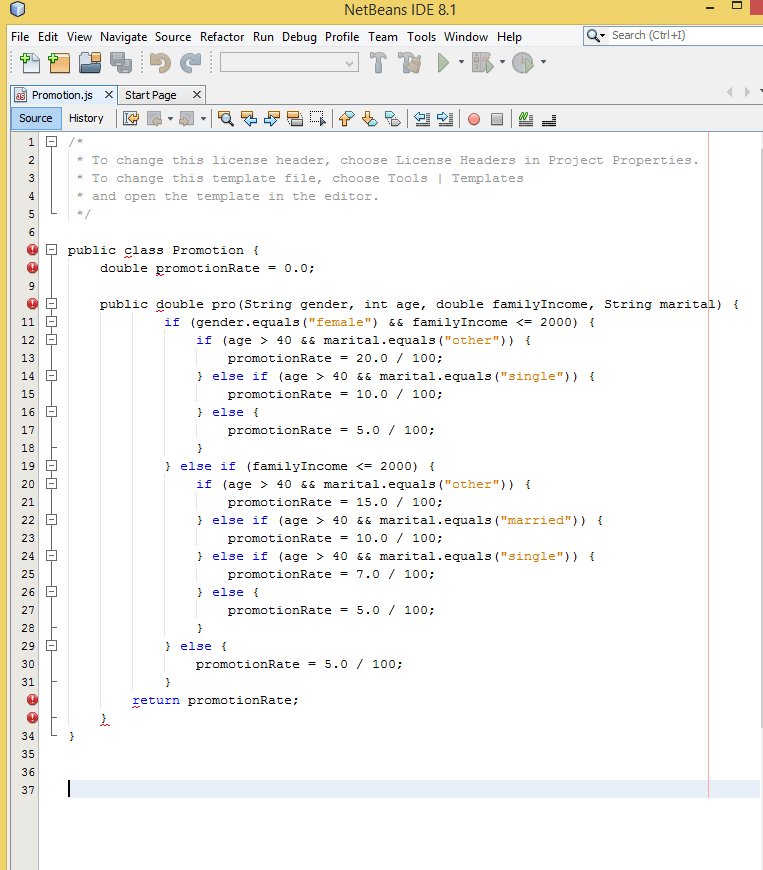 NetBeans IDE 8.1
File Edit View Navigate Source Refactor Run Debug Profile Team Tools Window Help
Search (Ctrl+I)
Promotion.js
Start Page
Source History
1 /*
2 * To change this license header, choose License Headers in Project Properties.
3 * To change this template file, choose Tools | Templates
4 * and open the template in the editor.
5 */
6
public class Promotion {
double promotionRate = 0.0;
9
public double pro(String gender, int age, double familyIncome, String marital) {
11 if (gender.equals("female") && familyIncome <= 2000) {
12 if (age > 40 && marital.equals("other")) {
13 promotionRate = 20.0 / 100;
14 } else if (age > 40 && marital.equals("single")) {
15 promotionRate = 10.0 / 100;
16 } else {
17 promotionRate = 5.0 / 100;
18 }
19 } else if (familyIncome <= 2000) {
20 if (age > 40 && marital.equals("other")) {
21 promotionRate = 15.0 / 100;
22 } else if (age > 40 && marital.equals("married")) {
23 promotionRate = 10.0 / 100;
24 } else if (age > 40 && marital.equals("single")) {
25 promotionRate = 7.0 / 100;
26 } else {
27 promotionRate = 5.0 / 100;
28 }
29 } else {
30 promotionRate = 5.0 / 100;
31 }
return promotionRate;
}
34 }
35
36
37